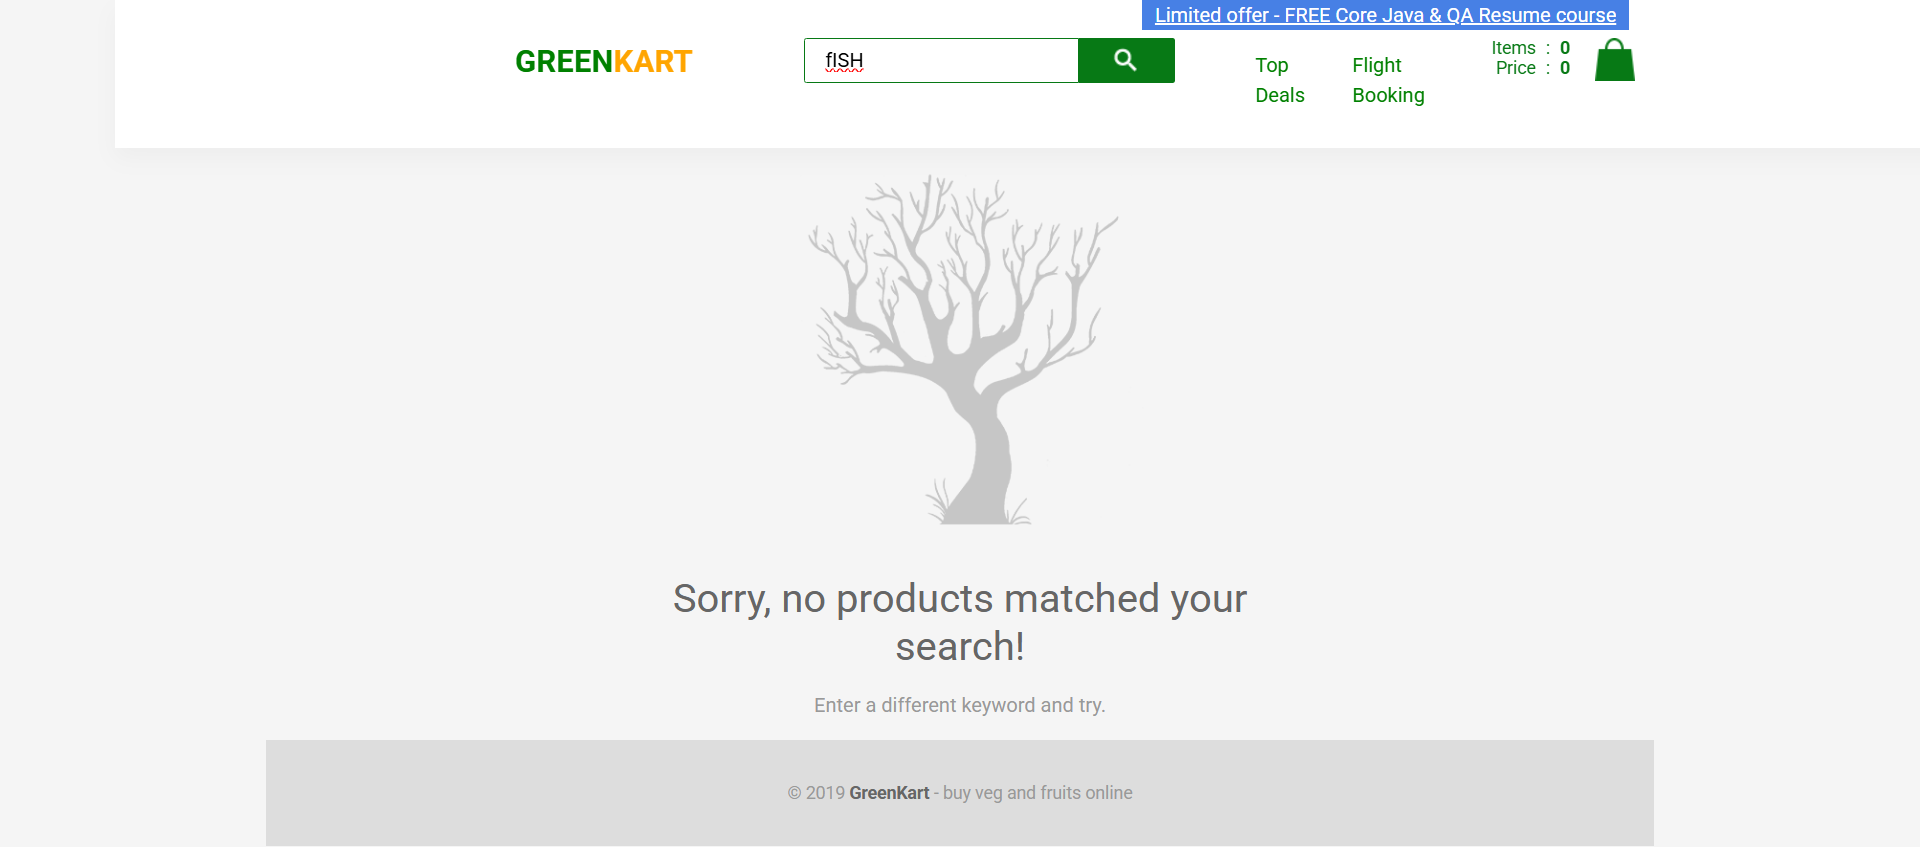 Limited offer - FREE Core Java & QA Resume course
GREENKART
fISH
Top Deals
Flight Booking
Items : 0
Price : 0
Sorry, no products matched your
search!
Enter a different keyword and try.
© 2019 GreenKart - buy veg and fruits online